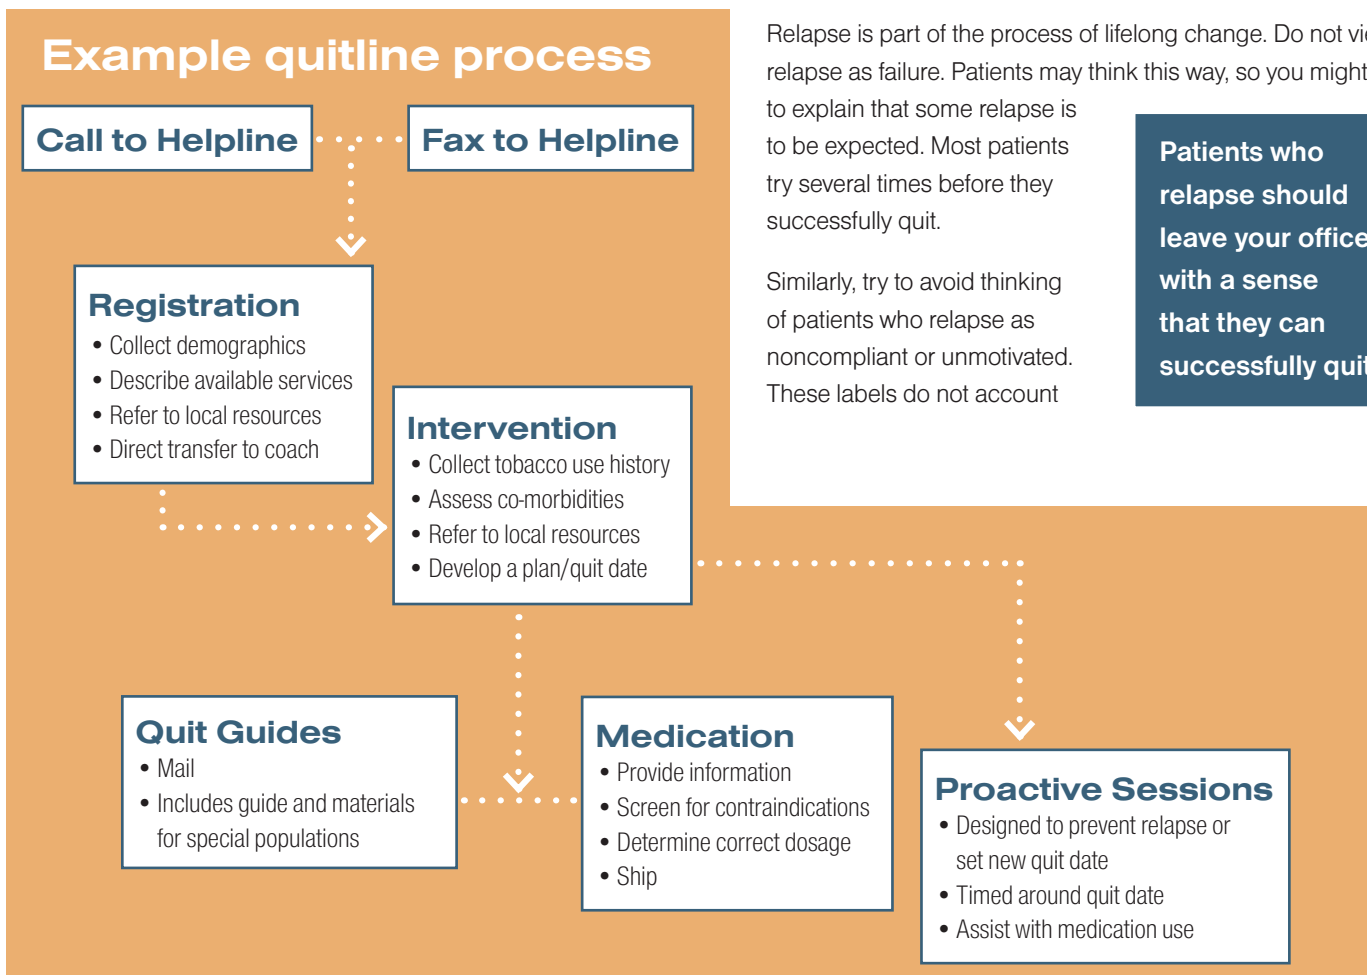 Example quitline process
Call to Helpline
Fax to Helpline
Registration
• Collect demographics
• Describe available services
• Refer to local resources
• Direct transfer to coach
Intervention
• Collect tobacco use history
• Assess co-morbidities
• Refer to local resources
• Develop a plan/quit date
Quit Guides
• Mail
• Includes guide and materials
for special populations
Medication
• Provide information
• Screen for contraindications
• Determine correct dosage
• Ship
Proactive Sessions
• Designed to prevent relapse or
set new quit date
• Timed around quit date
• Assist with medication use
Relapse is part of the process of lifelong change. Do not
relapse as failure. Patients may think this way, so you might
to explain that some relapse is
to be expected. Most patients
try several times before they
successfully quit.
Similarly, try to avoid thinking
of patients who relapse as
noncompliant or unmotivated.
These labels do not account
Patients who
relapse should
leave your office
with a sense
that they can
successfully quit